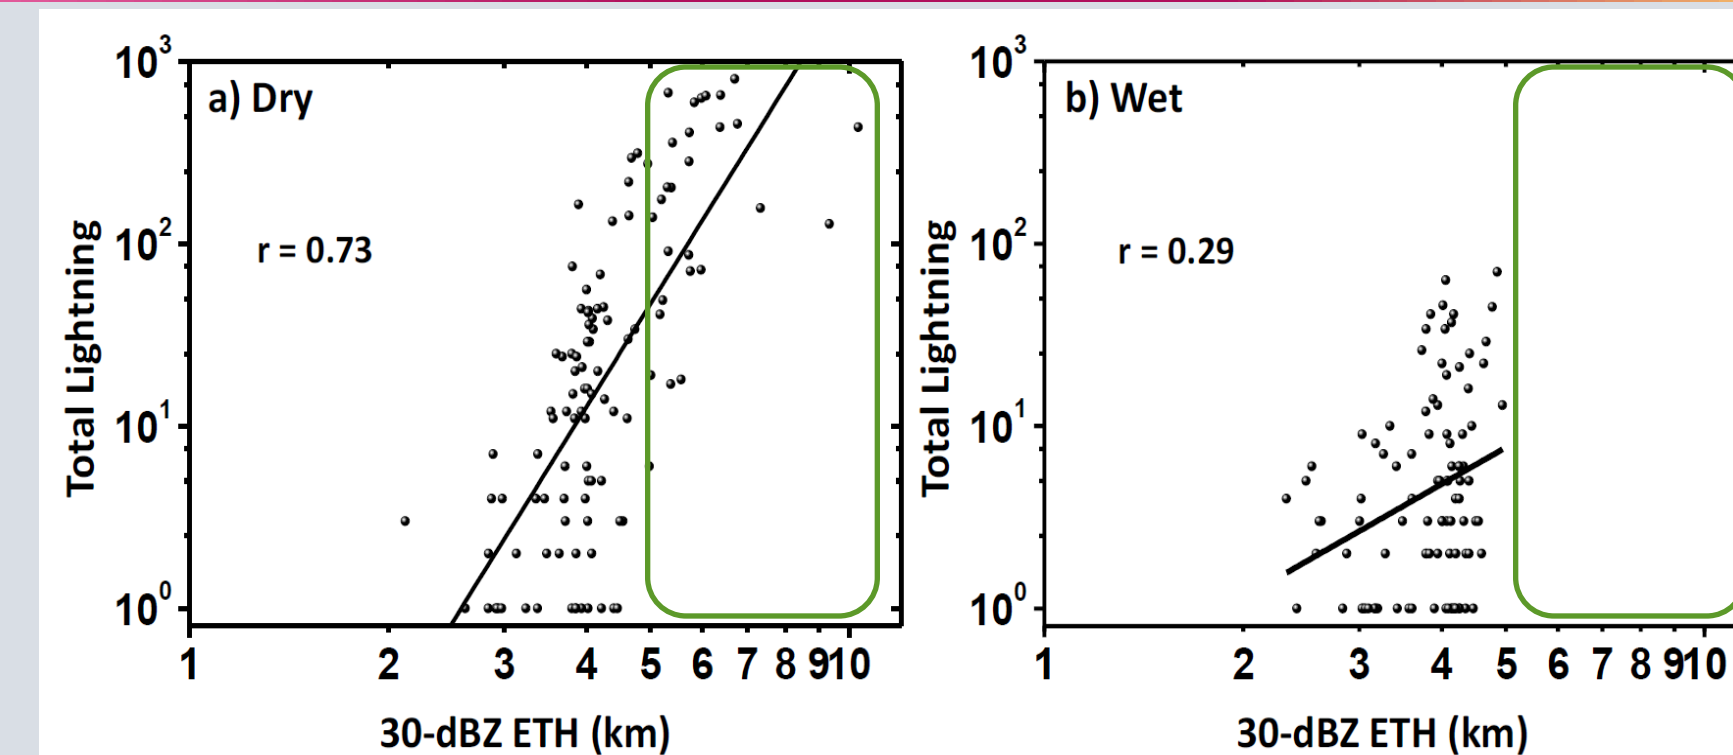 a) Dry
r = 0.73
Total Lightning
10³
10²
10¹
10⁰
1 2 3 4 5 6 7 8 9 10
30-dBZ ETH (km)
b) Wet
r = 0.29
Total Lightning
10³
10²
10¹
10⁰
1 2 3 4 5 6 7 8 9 10
30-dBZ ETH (km)